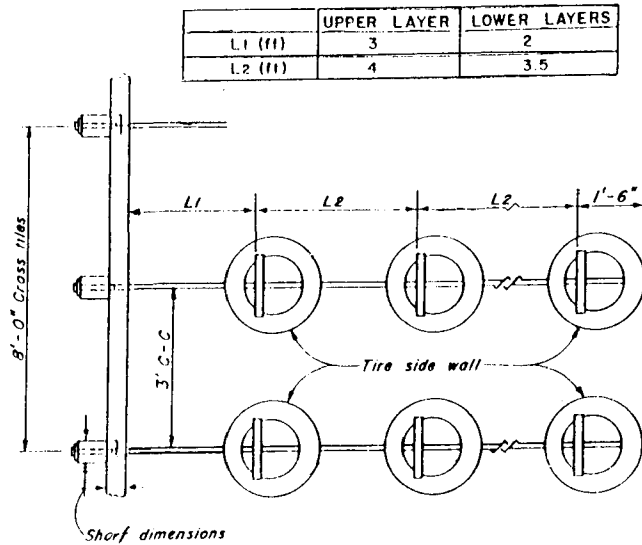 UPPER LAYER LOWER LAYERS
L1 (ft) 3 2
L2 (ft) 4 3.5
L1 L2 L2 1'-6"
8'-0" Cross ties
3' C-C
Tire side wall
Sharf dimensions